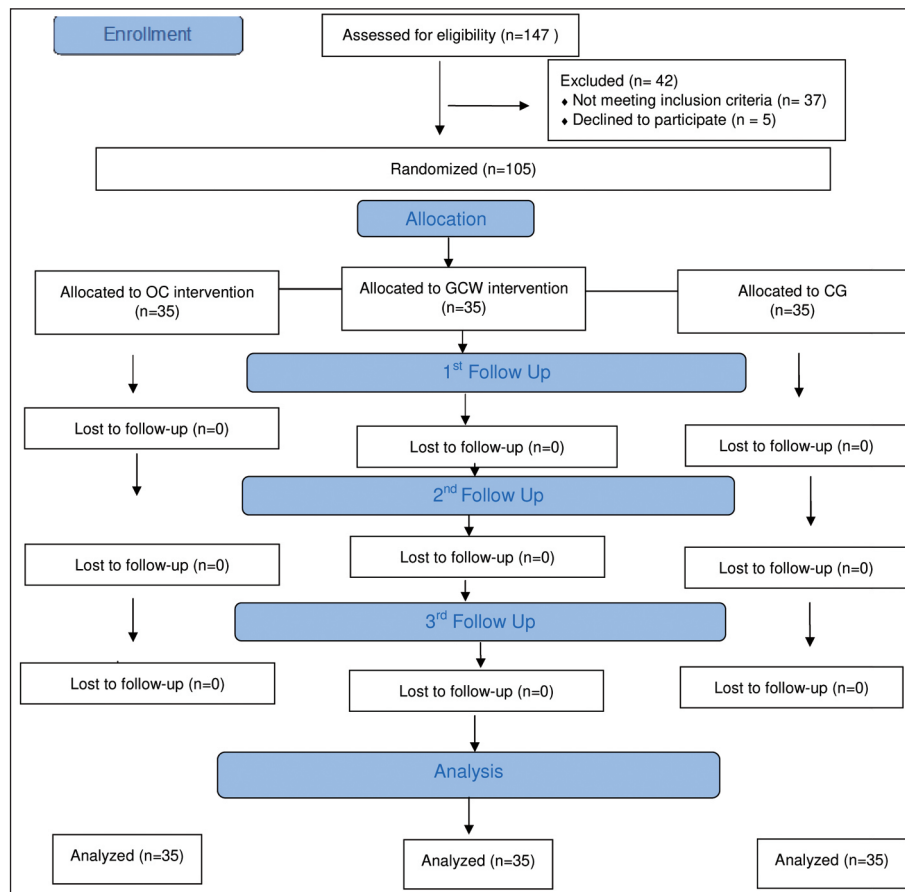 Enrollment
Assessed for eligibility (n=147 )
Excluded (n= 42)
♦ Not meeting inclusion criteria (n= 37)
♦ Declined to participate (n = 5)
Randomized (n=105)
Allocation
Allocated to OC intervention
(n=35)
Allocated to GCW intervention
(n=35)
Allocated to CG
(n=35)
1st Follow Up
Lost to follow-up (n=0)
Lost to follow-up (n=0)
Lost to follow-up (n=0)
2nd Follow Up
Lost to follow-up (n=0)
Lost to follow-up (n=0)
Lost to follow-up (n=0)
3rd Follow Up
Lost to follow-up (n=0)
Lost to follow-up (n=0)
Lost to follow-up (n=0)
Analysis
Analyzed (n=35)
Analyzed (n=35)
Analyzed (n=35)